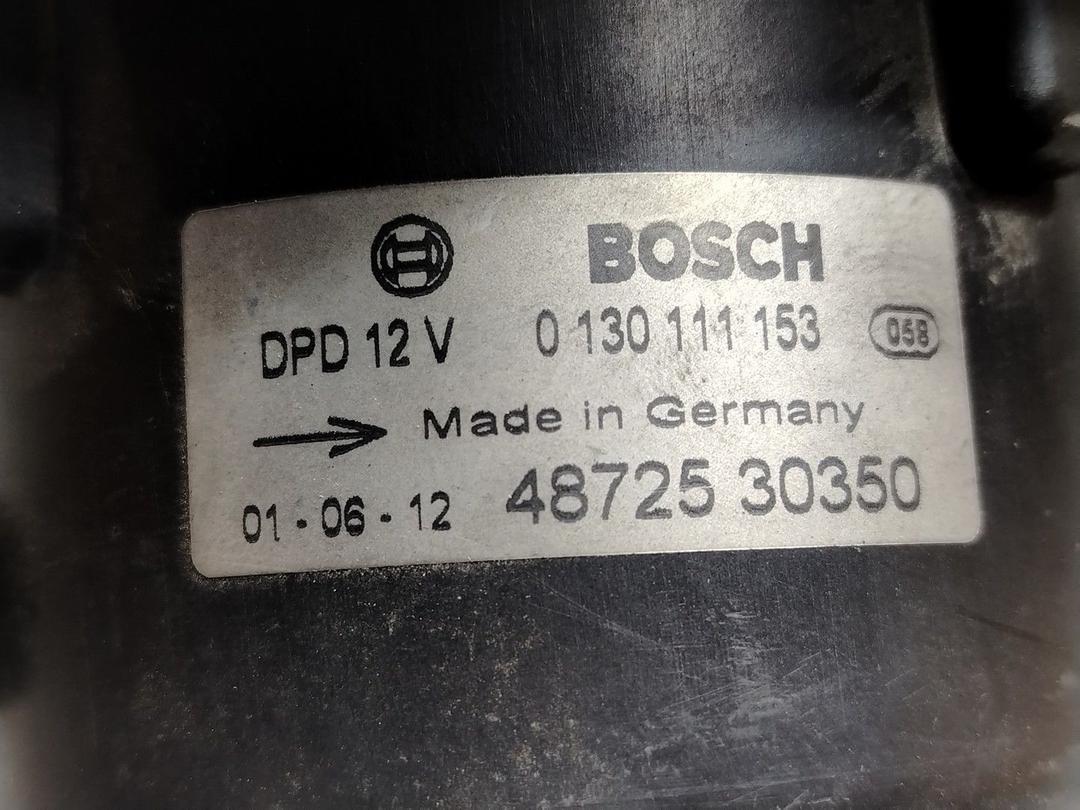 BOSCH
DPD 12 V 0 130 111 153 058
Made in Germany
01-06-12 48725 30350